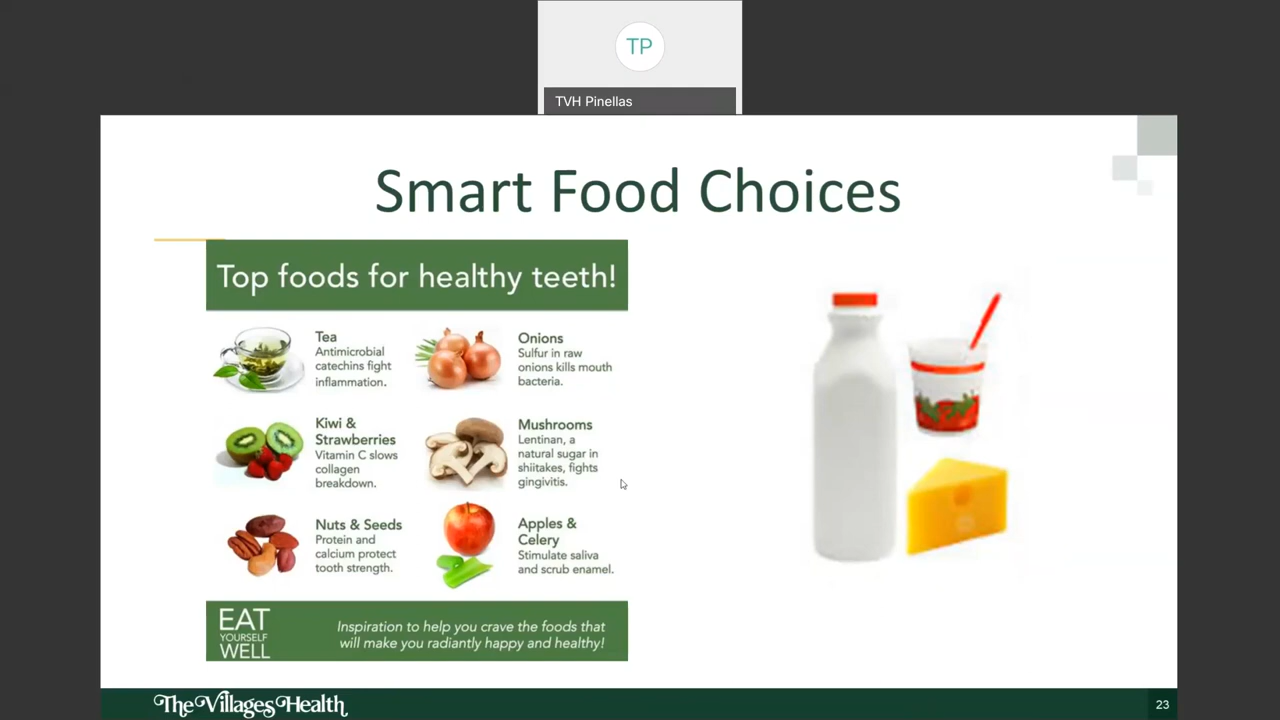 TP
TVH Pinellas
Smart Food Choices
Top foods for healthy teeth!
Tea
Antimicrobial
catechins fight
inflammation.
Onions
Sulfur in raw
onions kills mouth
bacteria.
Kiwi &
Strawberries
Vitamin C slows
collagen
breakdown.
Mushrooms
Lentinan, a
natural sugar in
shiitakes, fights
gingivitis.
Nuts & Seeds
Protein and
calcium protect
tooth strength.
Apples &
Celery
Stimulate saliva
and scrub enamel.
EAT
YOURSELF
WELL
Inspiration to help you crave the foods that
will make you radiantly happy and healthy!
The Villages Health
23